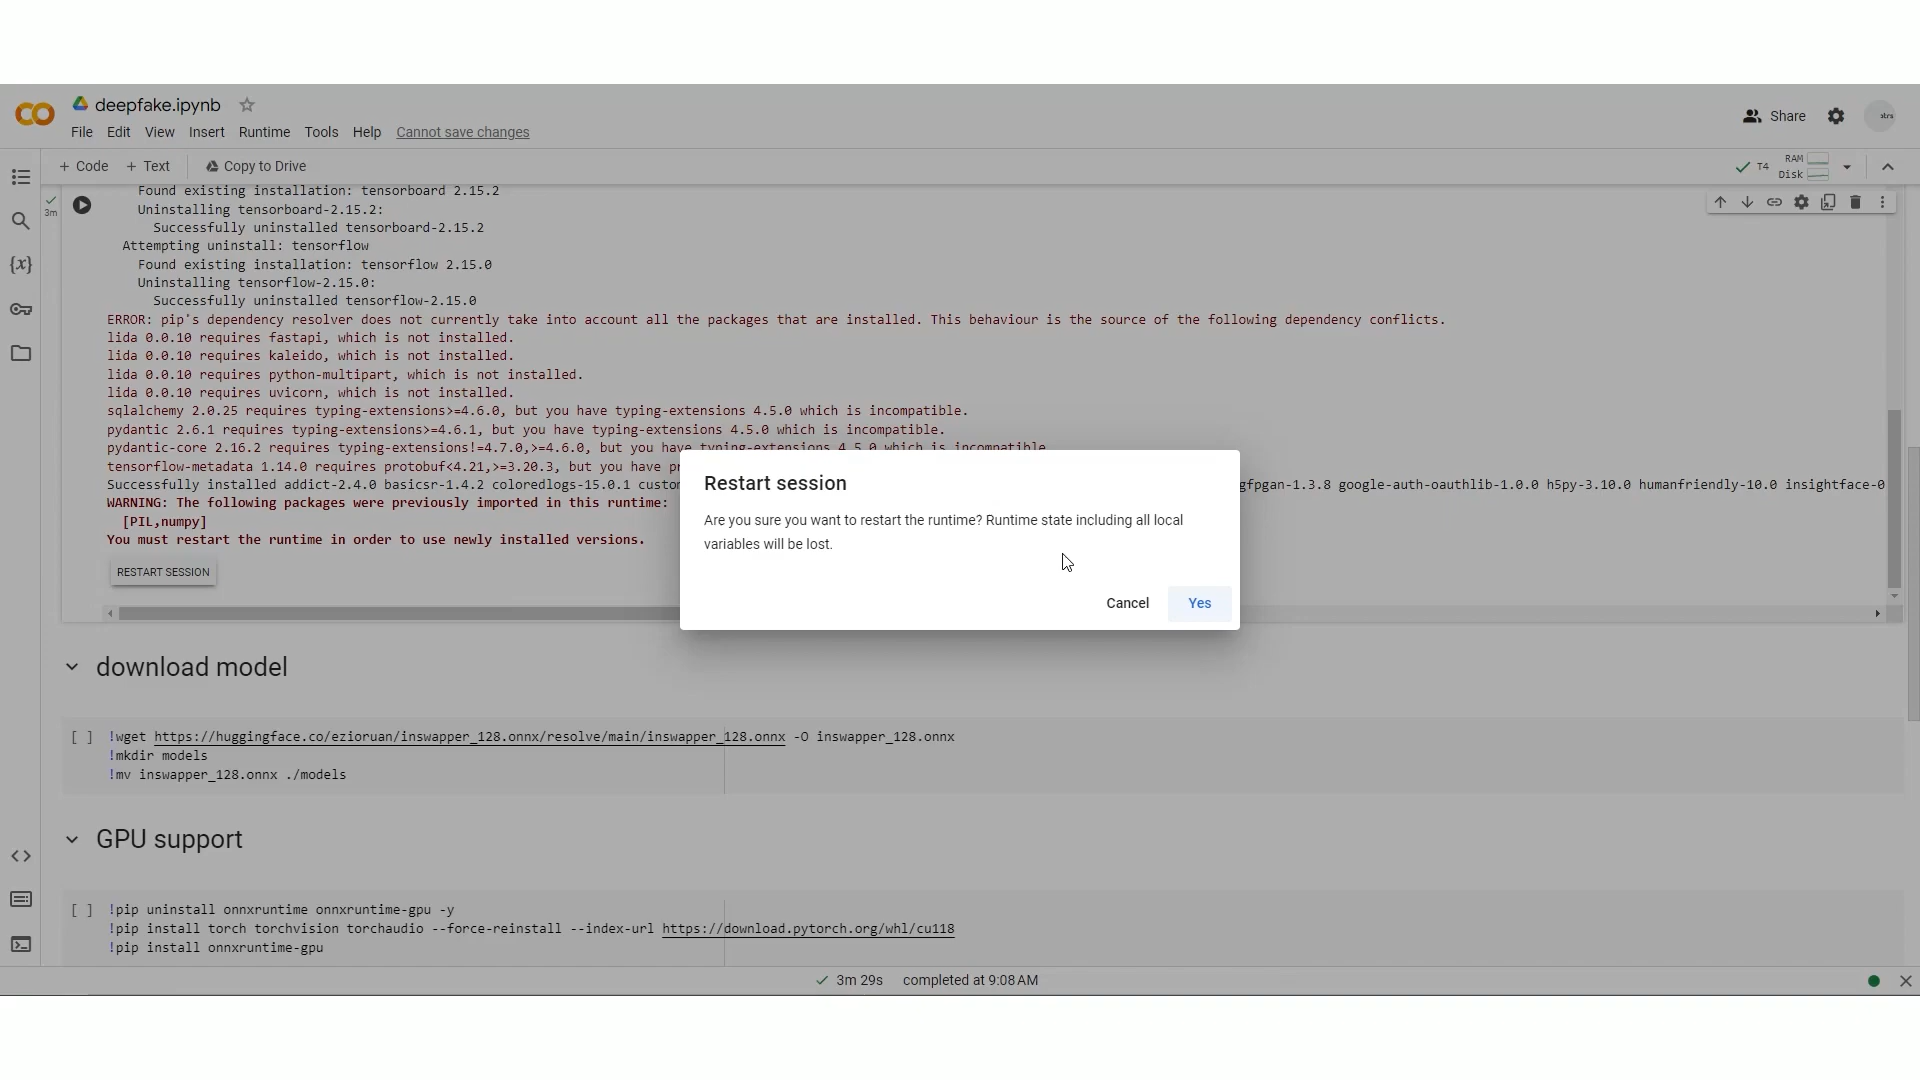 deepfake.ipynb
File Edit View Insert Runtime Tools Help Cannot save changes
Share
+ Code + Text Copy to Drive
T4 RAM
Disk
3m
Found existing installation: tensorboard 2.15.2
Uninstalling tensorboard-2.15.2:
Successfully uninstalled tensorboard-2.15.2
Attempting uninstall: tensorflow
Found existing installation: tensorflow 2.15.0
Uninstalling tensorflow-2.15.0:
Successfully uninstalled tensorflow-2.15.0
ERROR: pip's dependency resolver does not currently take into account all the packages that are installed. This behaviour is the source of the following dependency conflicts.
lida 0.0.10 requires fastapi, which is not installed.
lida 0.0.10 requires kaleido, which is not installed.
lida 0.0.10 requires python-multipart, which is not installed.
lida 0.0.10 requires uvicorn, which is not installed.
sqlalchemy 2.0.25 requires typing-extensions>=4.6.0, but you have typing-extensions 4.5.0 which is incompatible.
pydantic 2.6.1 requires typing-extensions>=4.6.1, but you have typing-extensions 4.5.0 which is incompatible.
pydantic-core 2.16.2 requires typing-extensions!=4.7.0,>=4.6.0, but you have typing-extensions 4.5.0 which is incompatible.
tensorflow-metadata 1.14.0 requires protobuf<4.21,>=3.20.3, but you have p
Successfully installed addict-2.4.0 basicsr-1.4.2 coloredlogs-15.0.1 custo gfpgan-1.3.8 google-auth-oauthlib-1.0.0 h5py-3.10.0 humanfriendly-10.0 insightface-0
WARNING: The following packages were previously imported in this runtime:
[PIL,numpy]
You must restart the runtime in order to use newly installed versions.
RESTART SESSION
Restart session
Are you sure you want to restart the runtime? Runtime state including all local
variables will be lost.
Cancel Yes
download model
[ ] !wget https://huggingface.co/ezioruan/inswapper_128.onnx/resolve/main/inswapper_128.onnx -O inswapper_128.onnx
!mkdir models
!mv inswapper_128.onnx ./models
GPU support
[ ] !pip uninstall onnxruntime onnxruntime-gpu -y
!pip install torch torchvision torchaudio --force-reinstall --index-url https://download.pytorch.org/whl/cu118
!pip install onnxruntime-gpu
3m 29s completed at 9:08 AM